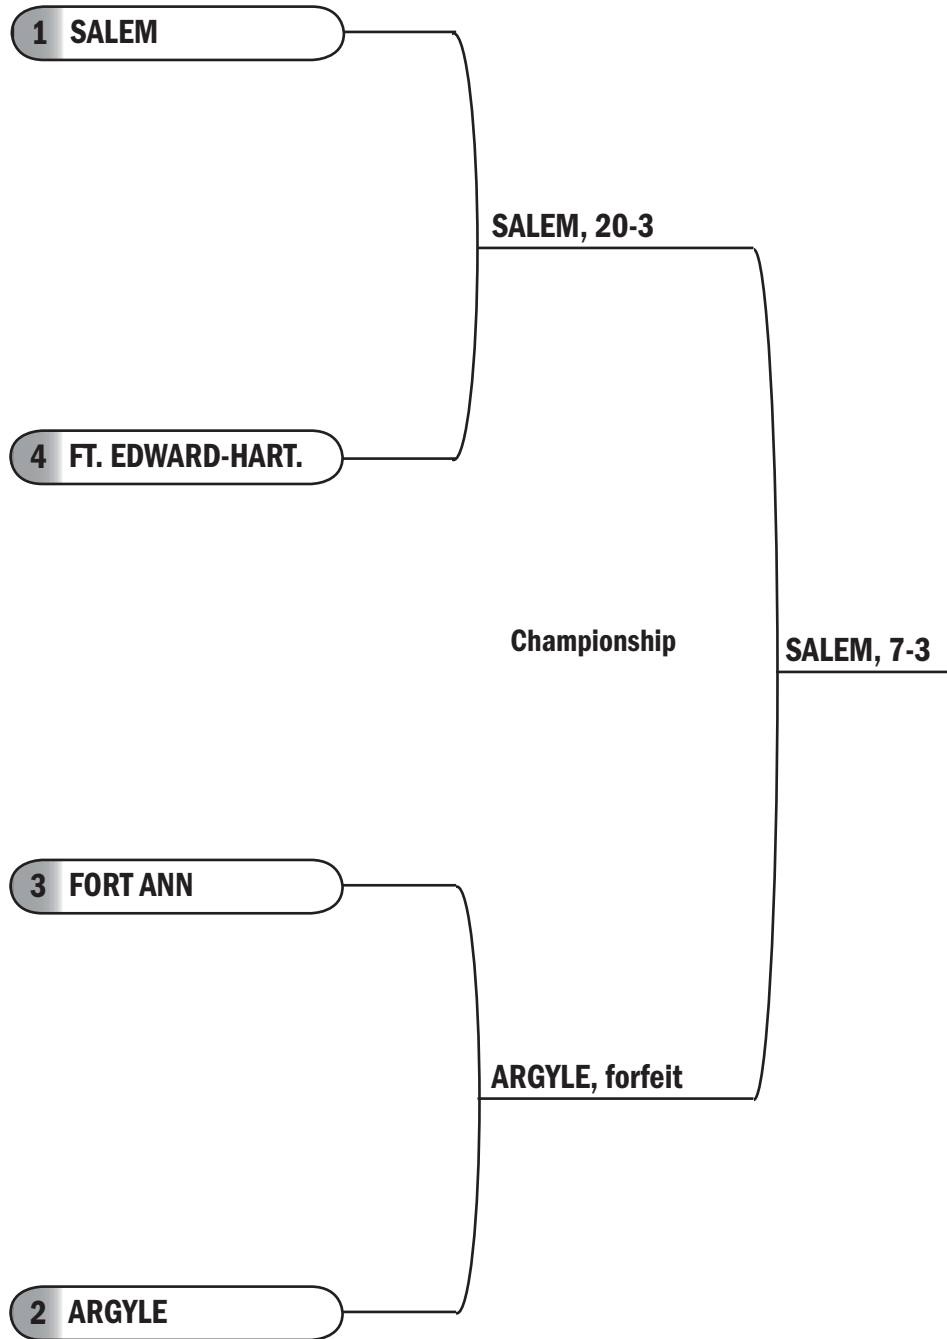 1 SALEM
SALEM, 20-3
4 FT. EDWARD-HART.
Championship
SALEM, 7-3
3 FORT ANN
ARGYLE, forfeit
2 ARGYLE